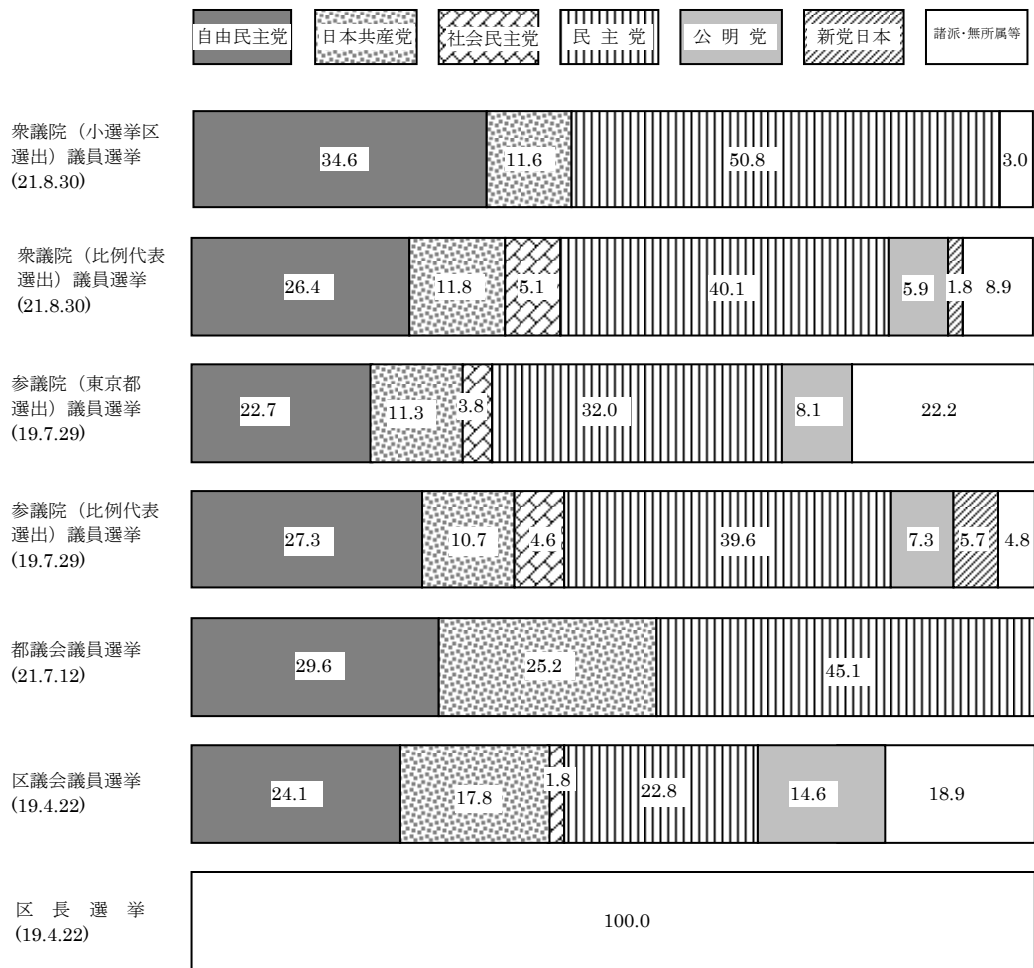 自由民主党 日本共産党 社会民主党 民 主 党 公 明 党 新党日本 諸派・無所属等
衆議院（小選挙区
選出）議員選挙
(21.8.30)
34.6 11.6 50.8 3.0
衆議院（比例代表
選出）議員選挙
(21.8.30)
26.4 11.8 5.1 40.1 5.9 1.8 8.9
参議院（東京都
選出）議員選挙
(19.7.29)
22.7 11.3 3.8 32.0 8.1 22.2
参議院（比例代表
選出）議員選挙
(19.7.29)
27.3 10.7 4.6 39.6 7.3 5.7 4.8
都議会議員選挙
(21.7.12)
29.6 25.2 45.1
区議会議員選挙
(19.4.22)
24.1 17.8 1.8 22.8 14.6 18.9
区 長 選 挙
(19.4.22)
100.0